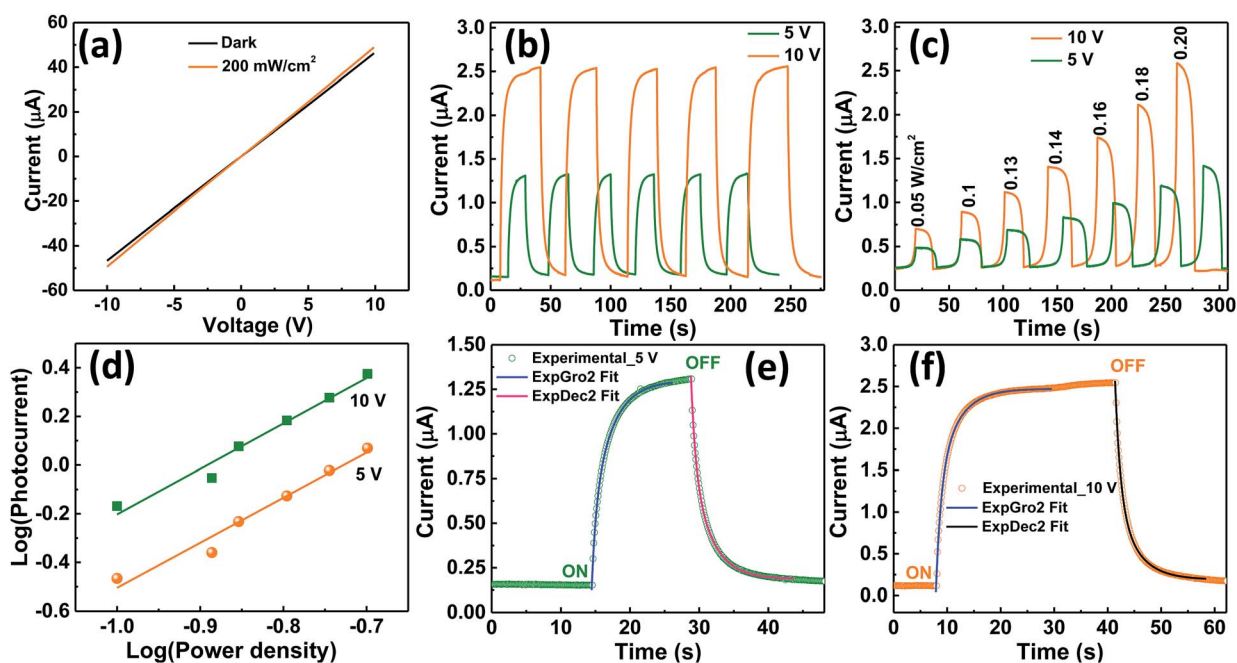 (a)
Dark
200 mW/cm²
60
40
20
0
-20
-40
-60
-10
-5
0
5
10
Current (μA)
Voltage (V)
(b)
5 V
10 V
3.0
2.5
2.0
1.5
1.0
0.5
0.0
0
50
100
150
200
250
Current (μA)
Time (s)
(c)
10 V
5 V
0.05 W/cm²
0.1
0.13
0.14
0.16
0.18
0.20
3.0
2.5
2.0
1.5
1.0
0.5
0.0
0
50
100
150
200
250
300
Current (μA)
Time (s)
(d)
10 V
5 V
0.4
0.2
0.0
-0.2
-0.4
-0.6
-1.0
-0.9
-0.8
-0.7
Log(Photocurrent)
Log(Power density)
(e)
Experimental_5 V
ExpGro2 Fit
ExpDec2 Fit
OFF
ON
1.50
1.25
1.00
0.75
0.50
0.25
0.00
0
10
20
30
40
Current (μA)
Time (s)
(f)
OFF
Experimental_10 V
ExpGro2 Fit
ExpDec2 Fit
ON
3.0
2.5
2.0
1.5
1.0
0.5
0.0
0
10
20
30
40
50
60
Current (μA)
Time (s)